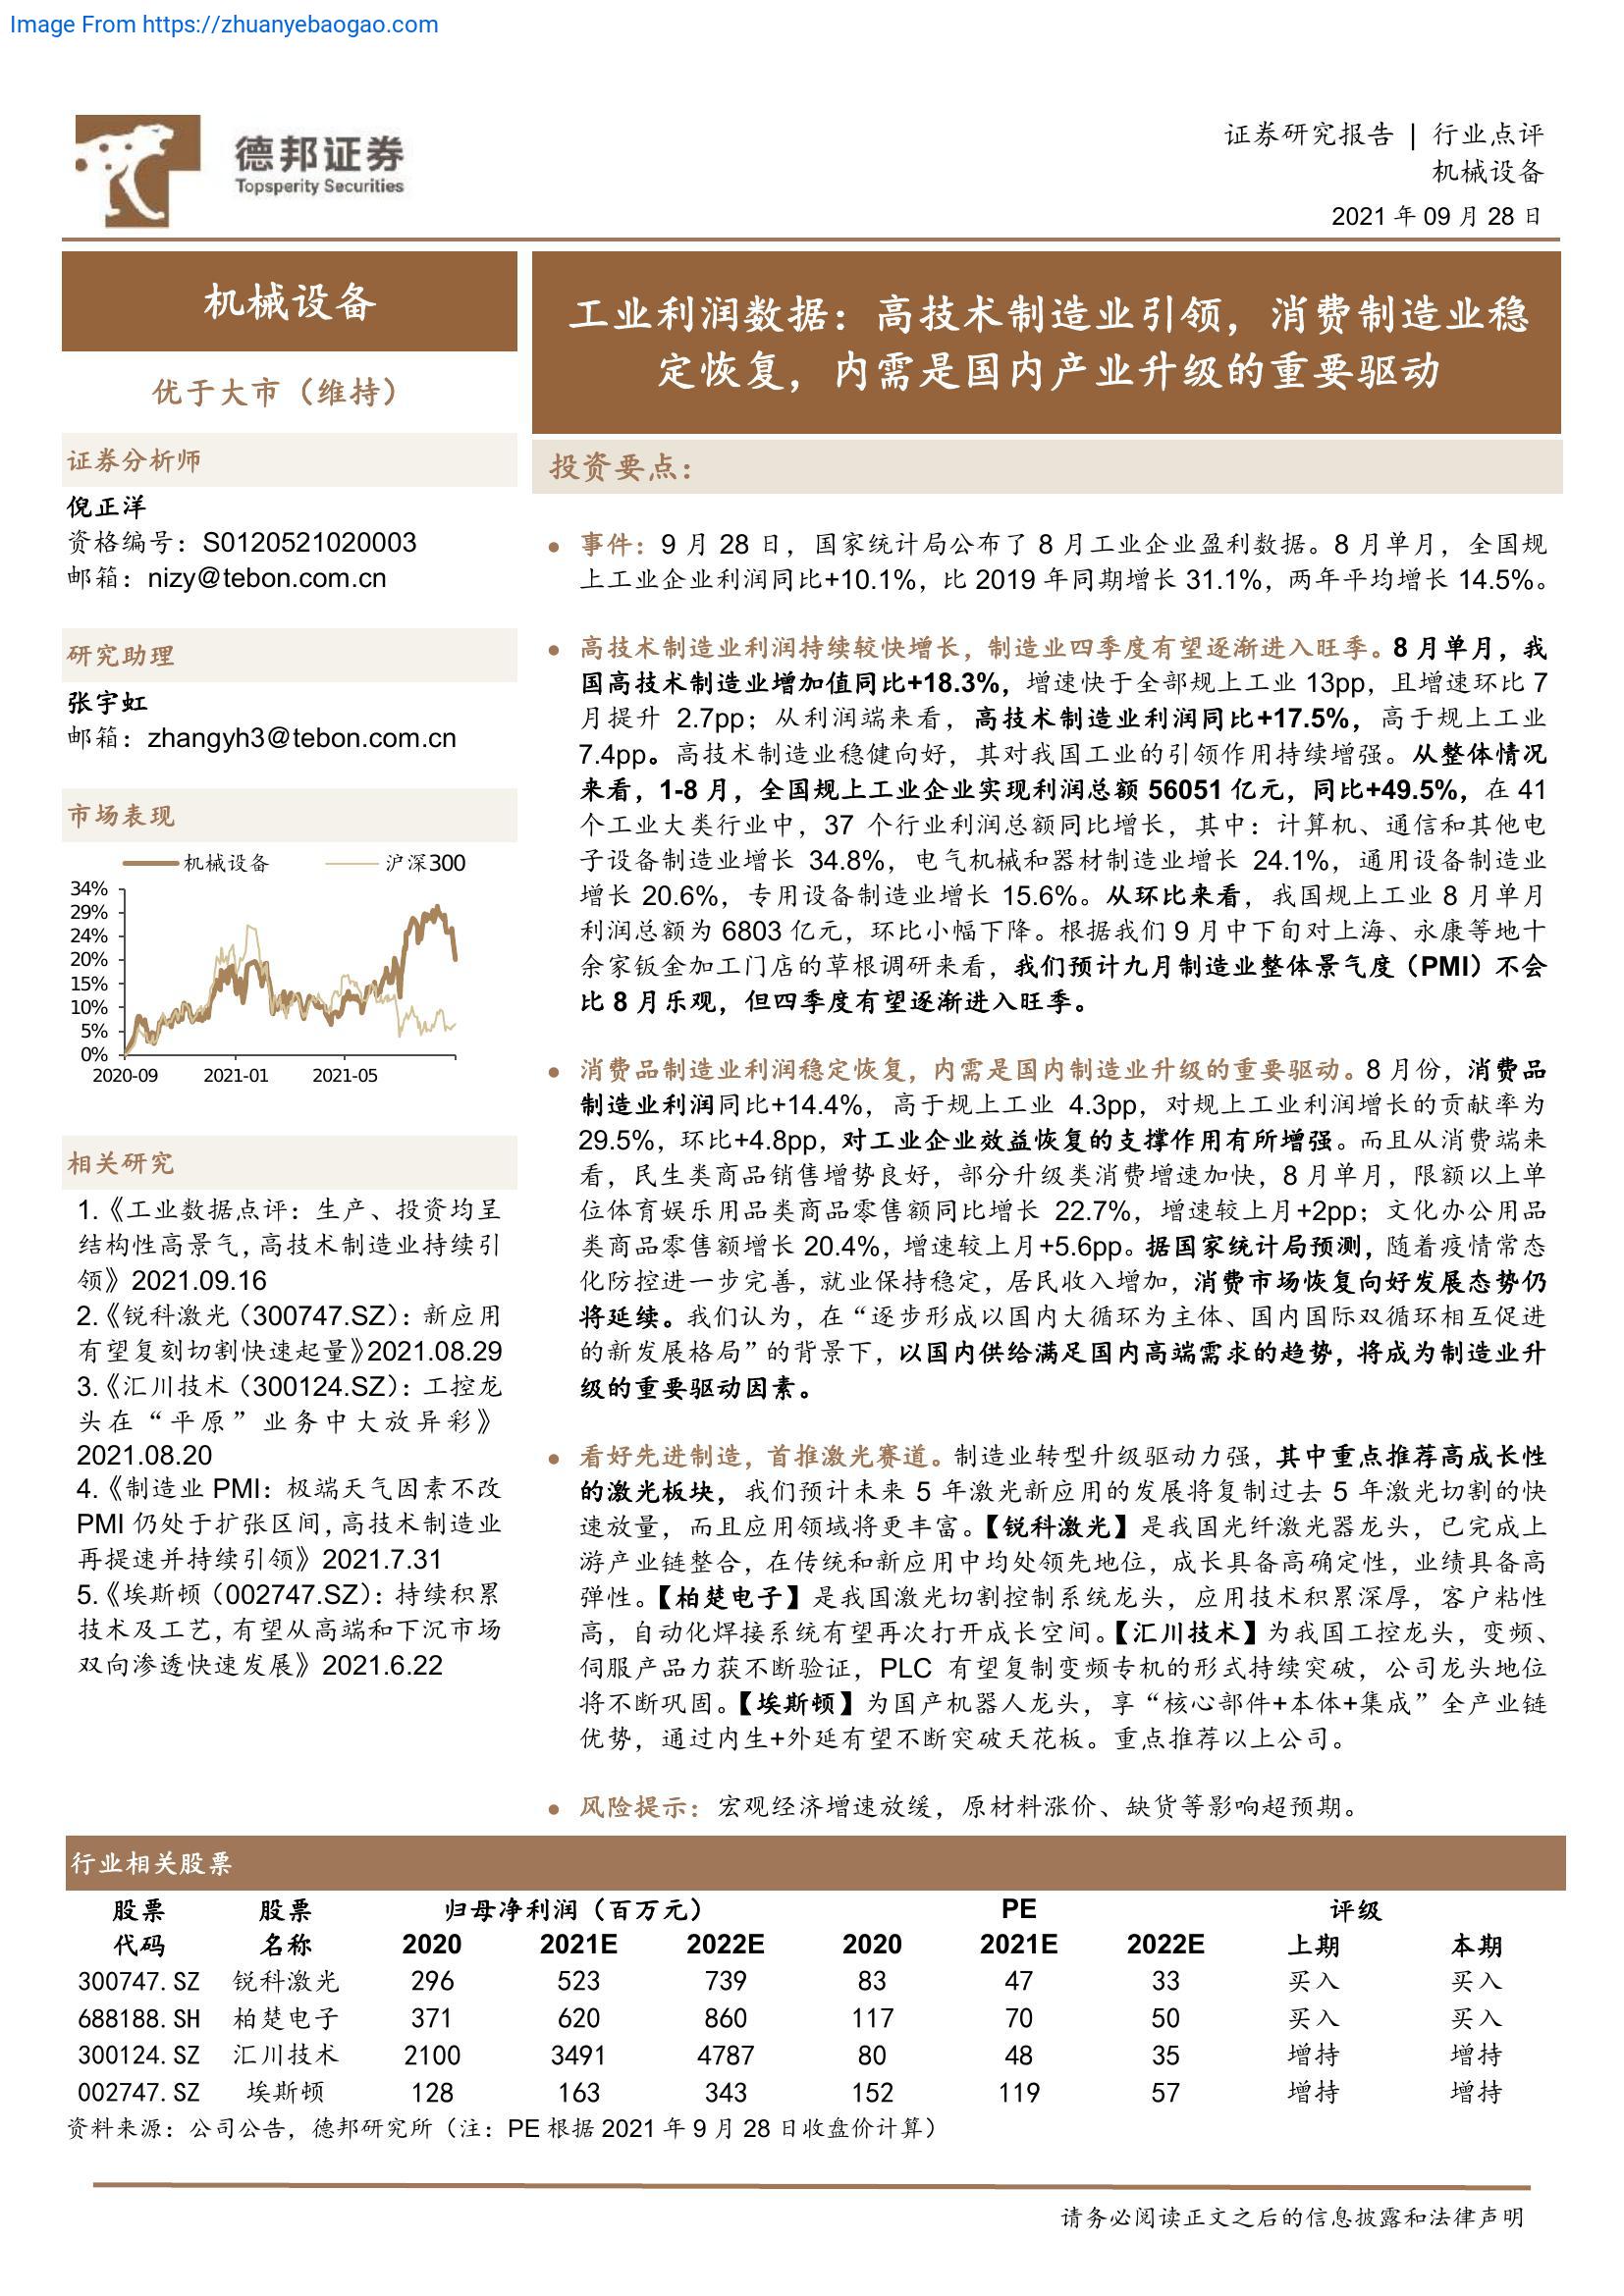 Image From https://zhuanyebaogao.com
德邦证券
Topsperity Securities
证券研究报告 | 行业点评
机械设备
2021 年 09 月 28 日
机械设备
优于大市（维持）
证券分析师
倪正洋
资格编号：S0120521020003
邮箱：nizy@tebon.com.cn
研究助理
张宇虹
邮箱：zhangyh3@tebon.com.cn
市场表现
机械设备 沪深300
34%
29%
24%
20%
15%
10%
5%
0%
2020-09 2021-01 2021-05
相关研究
1.《工业数据点评：生产、投资均呈
结构性高景气，高技术制造业持续引
领》2021.09.16
2.《锐科激光（300747.SZ）：新应用
有望复刻切割快速起量》2021.08.29
3.《汇川技术（300124.SZ）：工控龙
头在“平原”业务中大放异彩》
2021.08.20
4.《制造业 PMI：极端天气因素不改
PMI 仍处于扩张区间，高技术制造业
再提速并持续引领》2021.7.31
5.《埃斯顿（002747.SZ）：持续积累
技术及工艺，有望从高端和下沉市场
双向渗透快速发展》2021.6.22
工业利润数据：高技术制造业引领，消费制造业稳
定恢复，内需是国内产业升级的重要驱动
投资要点：
● 事件：9 月 28 日，国家统计局公布了 8 月工业企业盈利数据。8 月单月，全国规
上工业企业利润同比+10.1%，比 2019 年同期增长 31.1%，两年平均增长 14.5%。
● 高技术制造业利润持续较快增长，制造业四季度有望逐渐进入旺季。8 月单月，我
国高技术制造业增加值同比+18.3%，增速快于全部规上工业 13pp，且增速环比 7
月提升 2.7pp；从利润端来看，高技术制造业利润同比+17.5%，高于规上工业
7.4pp。高技术制造业稳健向好，其对我国工业的引领作用持续增强。从整体情况
来看，1-8 月，全国规上工业企业实现利润总额 56051 亿元，同比+49.5%，在 41
个工业大类行业中，37 个行业利润总额同比增长，其中：计算机、通信和其他电
子设备制造业增长 34.8%，电气机械和器材制造业增长 24.1%，通用设备制造业
增长 20.6%，专用设备制造业增长 15.6%。从环比来看，我国规上工业 8 月单月
利润总额为 6803 亿元，环比小幅下降。根据我们 9 月中下旬对上海、永康等地十
余家钣金加工门店的草根调研来看，我们预计九月制造业整体景气度（PMI）不会
比 8 月乐观，但四季度有望逐渐进入旺季。
● 消费品制造业利润稳定恢复，内需是国内制造业升级的重要驱动。8 月份，消费品
制造业利润同比+14.4%，高于规上工业 4.3pp，对规上工业利润增长的贡献率为
29.5%，环比+4.8pp，对工业企业效益恢复的支撑作用有所增强。而且从消费端来
看，民生类商品销售增势良好，部分升级类消费增速加快，8 月单月，限额以上单
位体育娱乐用品类商品零售额同比增长 22.7%，增速较上月+2pp；文化办公用品
类商品零售额增长 20.4%，增速较上月+5.6pp。据国家统计局预测，随着疫情常态
化防控进一步完善，就业保持稳定，居民收入增加，消费市场恢复向好发展态势仍
将延续。我们认为，在“逐步形成以国内大循环为主体、国内国际双循环相互促进
的新发展格局”的背景下，以国内供给满足国内高端需求的趋势，将成为制造业升
级的重要驱动因素。
● 看好先进制造，首推激光赛道。制造业转型升级驱动力强，其中重点推荐高成长性
的激光板块，我们预计未来 5 年激光新应用的发展将复制过去 5 年激光切割的快
速放量，而且应用领域将更丰富。【锐科激光】是我国光纤激光器龙头，已完成上
游产业链整合，在传统和新应用中均处领先地位，成长具备高确定性，业绩具备高
弹性。【柏楚电子】是我国激光切割控制系统龙头，应用技术积累深厚，客户粘性
高，自动化焊接系统有望再次打开成长空间。【汇川技术】为我国工控龙头，变频、
伺服产品力获不断验证，PLC 有望复制变频专机的形式持续突破，公司龙头地位
将不断巩固。【埃斯顿】为国产机器人龙头，享“核心部件+本体+集成”全产业链
优势，通过内生+外延有望不断突破天花板。重点推荐以上公司。
● 风险提示：宏观经济增速放缓，原材料涨价、缺货等影响超预期。
行业相关股票
股票 股票 归母净利润（百万元） PE 评级
代码 名称 2020 2021E 2022E 2020 2021E 2022E 上期 本期
300747.SZ 锐科激光 296 523 739 83 47 33 买入 买入
688188.SH 柏楚电子 371 620 860 117 70 50 买入 买入
300124.SZ 汇川技术 2100 3491 4787 80 48 35 增持 增持
002747.SZ 埃斯顿 128 163 343 152 119 57 增持 增持
资料来源：公司公告，德邦研究所（注：PE 根据 2021 年 9 月 28 日收盘价计算）
请务必阅读正文之后的信息披露和法律声明